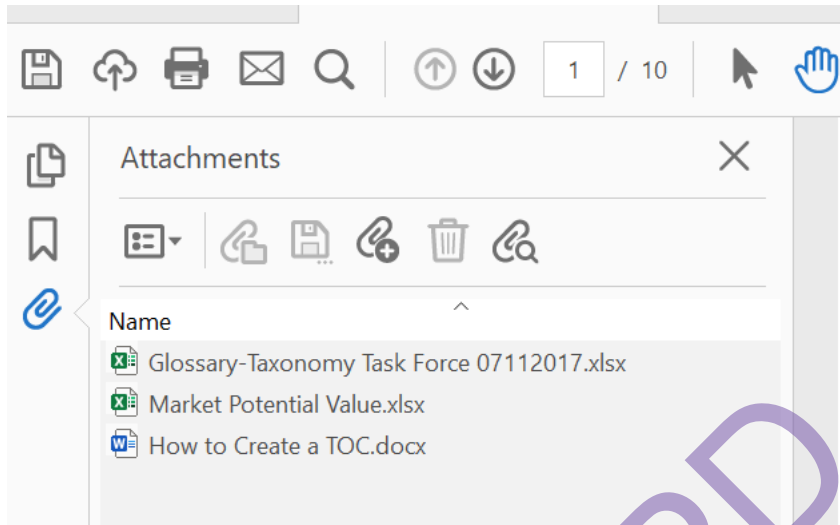 1 / 10
Attachments
Name
Glossary-Taxonomy Task Force 07112017.xlsx
Market Potential Value.xlsx
How to Create a TOC.docx